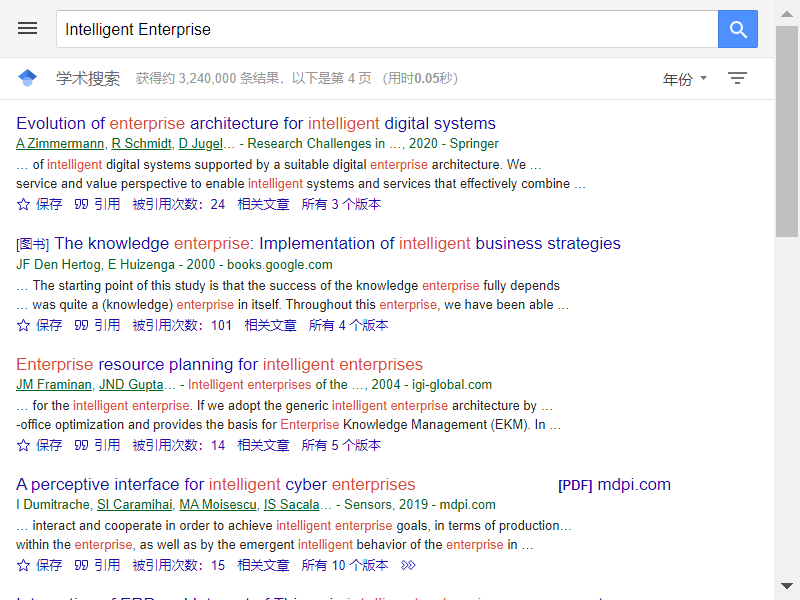 Intelligent Enterprise
学术搜索 获得约 3,240,000 条结果，以下是第 4 页 （用时0.05秒） 年份
Evolution of enterprise architecture for intelligent digital systems
A Zimmermann, R Schmidt, D Jugel… - Research Challenges in …, 2020 - Springer
… of intelligent digital systems supported by a suitable digital enterprise architecture. We …
service and value perspective to enable intelligent systems and services that effectively combine …
保存 引用 被引用次数：24 相关文章 所有 3 个版本
[图书] The knowledge enterprise: Implementation of intelligent business strategies
JF Den Hertog, E Huizenga - 2000 - books.google.com
… The starting point of this study is that the success of the knowledge enterprise fully depends
… was quite a (knowledge) enterprise in itself. Throughout this enterprise, we have been able …
保存 引用 被引用次数：101 相关文章 所有 4 个版本
Enterprise resource planning for intelligent enterprises
JM Framinan, JND Gupta… - Intelligent enterprises of the …, 2004 - igi-global.com
… for the intelligent enterprise. If we adopt the generic intelligent enterprise architecture by …
-office optimization and provides the basis for Enterprise Knowledge Management (EKM). In …
保存 引用 被引用次数：14 相关文章 所有 5 个版本
A perceptive interface for intelligent cyber enterprises [PDF] mdpi.com
I Dumitrache, SI Caramihai, MA Moisescu, IS Sacala… - Sensors, 2019 - mdpi.com
… interact and cooperate in order to achieve intelligent enterprise goals, in terms of production…
within the enterprise, as well as by the emergent intelligent behavior of the enterprise in …
保存 引用 被引用次数：15 相关文章 所有 10 个版本